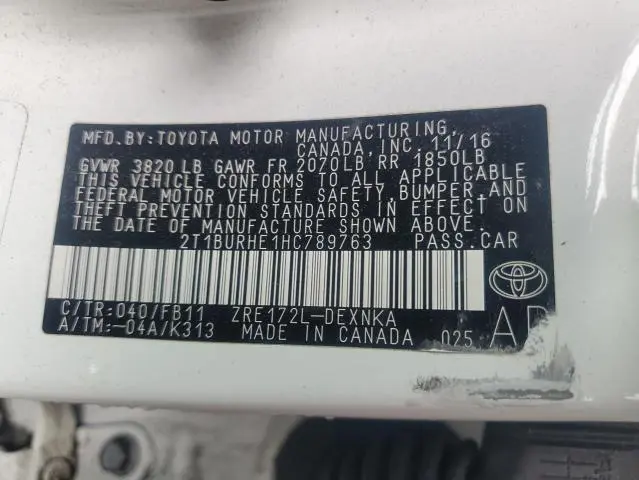 MFD.BY:TOYOTA MOTOR MANUFACTURING,
CANADA, INC. 11/16
GVWR 3820 LB GAWR FR 2070LB, RR 1850LB
THIS VEHICLE CONFORMS TO ALL APPLICABLE
FEDERAL MOTOR VEHICLE SAFETY, BUMPER AND
THEFT PREVENTION STANDARDS IN EFFECT ON
THE DATE OF MANUFACTURE SHOWN ABOVE.
2T1BURHE1HC789763 PASS.CAR
C/TR:040/FB11 ZRE172L-DEXNKA
A/TM:-04A/K313 MADE IN CANADA 025